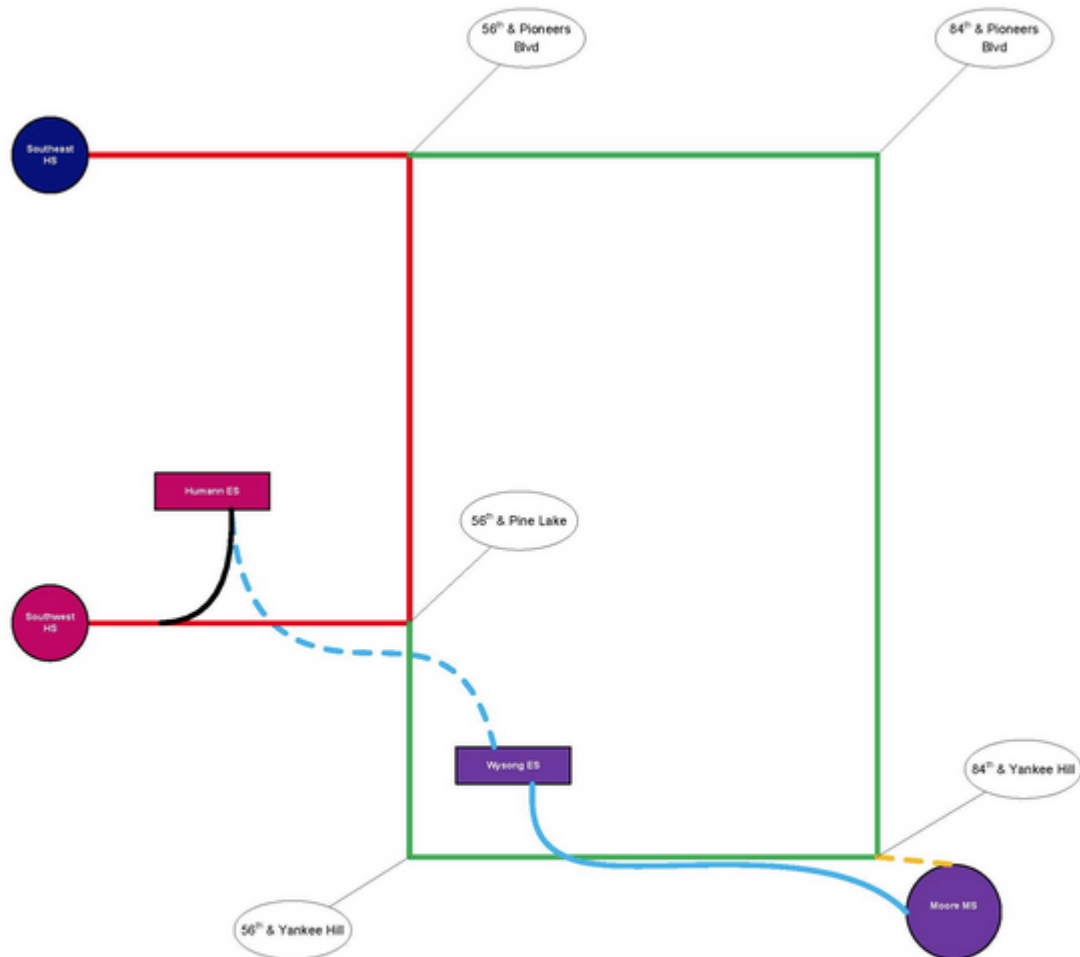 56th & Pioneers
Blvd
84th & Pioneers
Blvd
Southeast
HS
Humann ES
56th & Pine Lake
Southwest
HS
Wysong ES
84th & Yankee Hill
Moore MS
56th & Yankee Hill